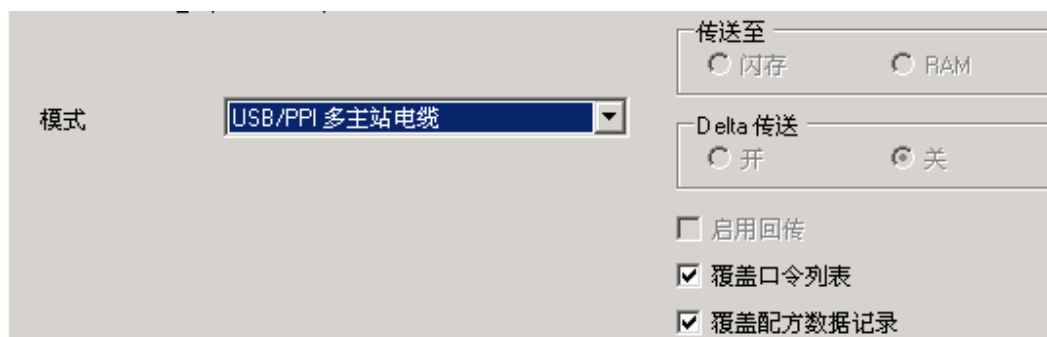 传送至
闪存 RAM
模式 USB/PPI 多主站电缆
Delta 传送
开 关
启用回传
覆盖口令列表
覆盖配方数据记录